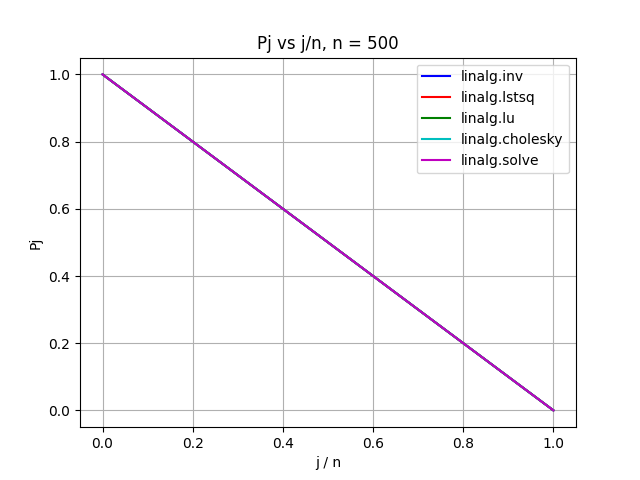 Pj vs j/n, n = 500
linalg.inv
linalg.lstsq
linalg.lu
linalg.cholesky
linalg.solve
1.0
0.8
0.6
0.4
0.2
0.0
Pj
0.0 0.2 0.4 0.6 0.8 1.0
j / n